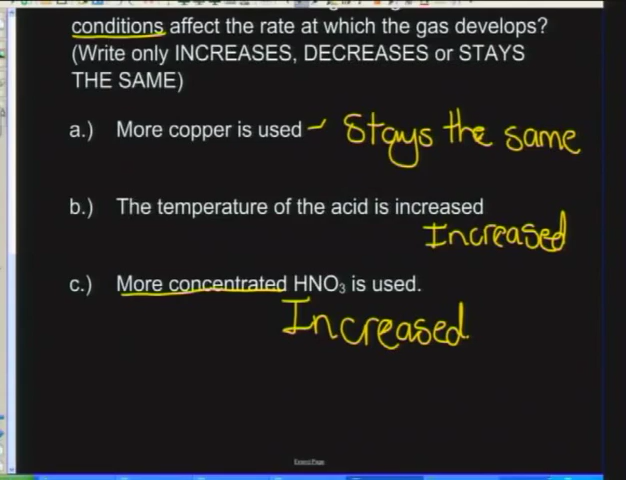 conditions affect the rate at which the gas develops?
(Write only INCREASES, DECREASES or STAYS
THE SAME)
a.) More copper is used – Stays the same
b.) The temperature of the acid is increased
Increased
c.) More concentrated HNO₃ is used.
Increased